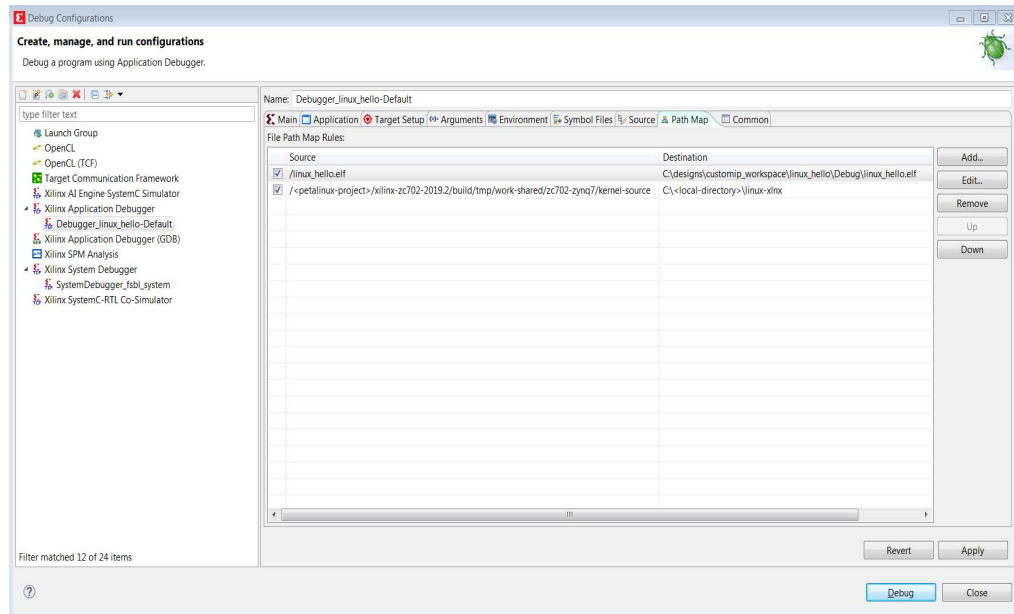 Debug Configurations
Create, manage, and run configurations
Debug a program using Application Debugger.
type filter text
Launch Group
OpenCL
OpenCL (TCF)
Target Communication Framework
Xilinx AI Engine SystemC Simulator
Xilinx Application Debugger
Debugger_linux_hello-Default
Xilinx Application Debugger (GDB)
Xilinx SPM Analysis
Xilinx System Debugger
SystemDebugger_fsbl_system
Xilinx SystemC-RTL Co-Simulator
Filter matched 12 of 24 items
Name: Debugger_linux_hello-Default
Main Application Target Setup Arguments Environment Symbol Files Source Path Map Common
File Path Map Rules:
Source Destination
/linux_hello.elf C:\designs\customip_workspace\linux_hello\Debug\linux_hello.elf
/<petalinux-project>/xilinx-zc702-2019.2/build/tmp/work-shared/zc702-zynq7/kernel-source C:\<local-directory>\linux-xlnx
Add...
Edit...
Remove
Up
Down
Revert Apply
Debug Close